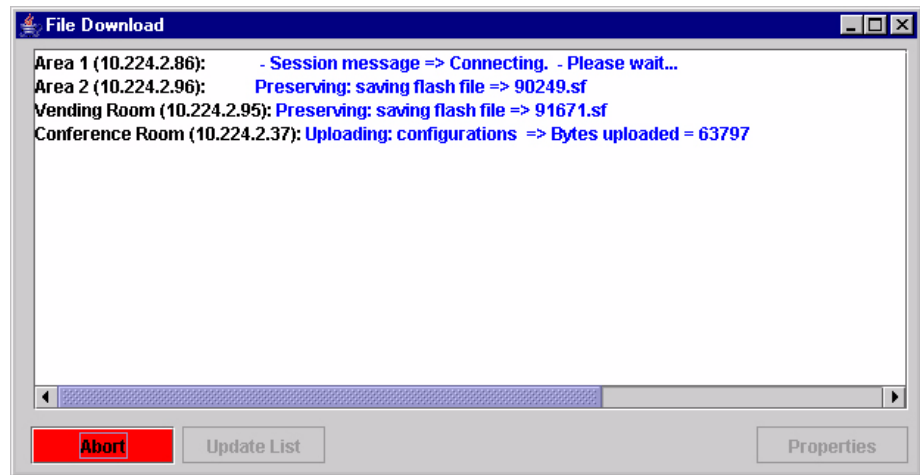 File Download
Area 1 (10.224.2.86): - Session message => Connecting. - Please wait...
Area 2 (10.224.2.96): Preserving: saving flash file => 90249.sf
Vending Room (10.224.2.95): Preserving: saving flash file => 91671.sf
Conference Room (10.224.2.37): Uploading: configurations => Bytes uploaded = 63797
Abort Update List Properties